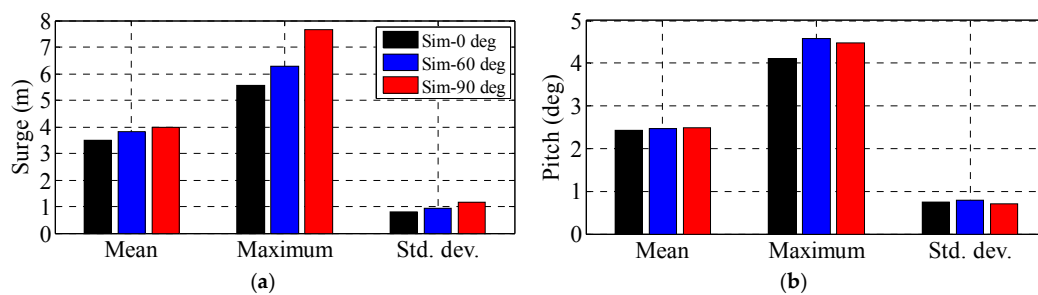 Surge (m)
8
7
6
5
4
3
2
1
0
Sim-0 deg
Sim-60 deg
Sim-90 deg
Mean Maximum Std. dev.
(a)
Pitch (deg)
5
4
3
2
1
0
Mean Maximum Std. dev.
(b)